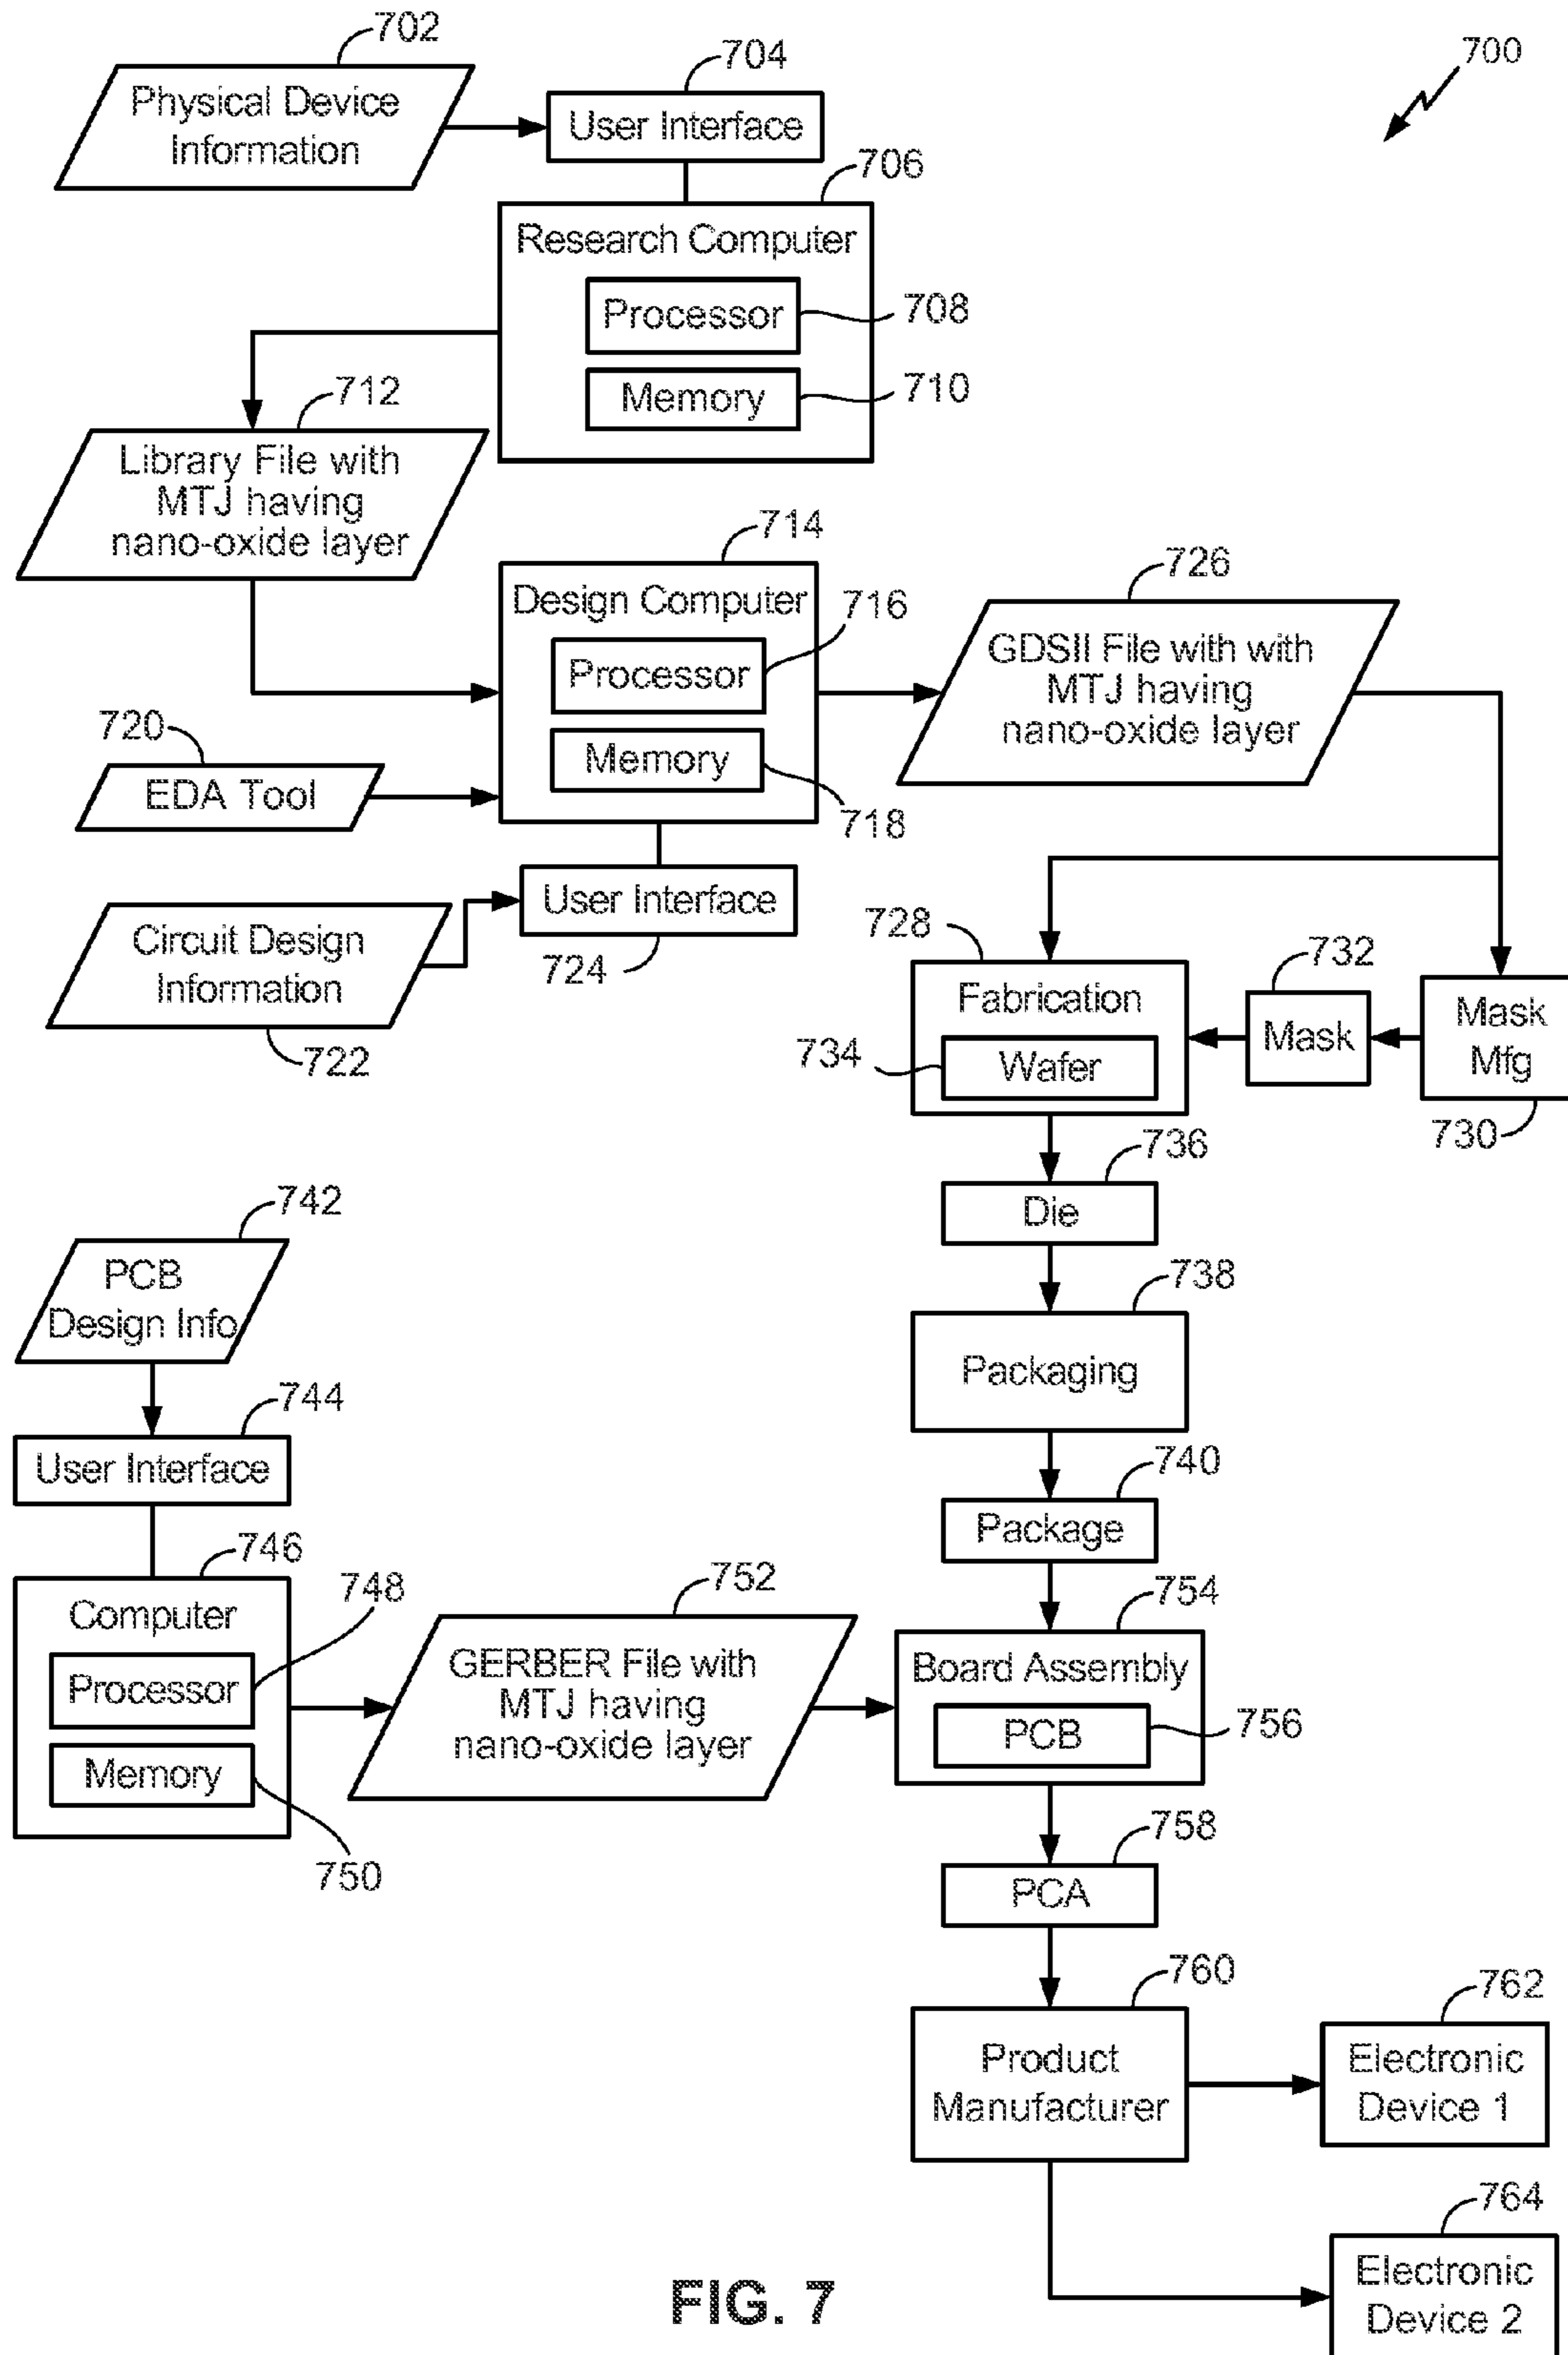 702
Physical Device
Information
704
User Interface
700
706
Research Computer
Processor
708
Memory
710
712
Library File with
MTJ having
nano-oxide layer
714
Design Computer
716
Processor
Memory
718
726
GDSII File with with
MTJ having
nano-oxide layer
720
EDA Tool
User Interface
724
Circuit Design
Information
722
728
Fabrication
734
Wafer
732
Mask
Mask
Mfg
730
736
Die
738
Packaging
740
Package
742
PCB
Design Info
744
User Interface
746
Computer
748
Processor
Memory
750
752
GERBER File with
MTJ having
nano-oxide layer
754
Board Assembly
PCB
756
758
PCA
760
Product
Manufacturer
762
Electronic
Device 1
764
Electronic
Device 2
FIG. 7